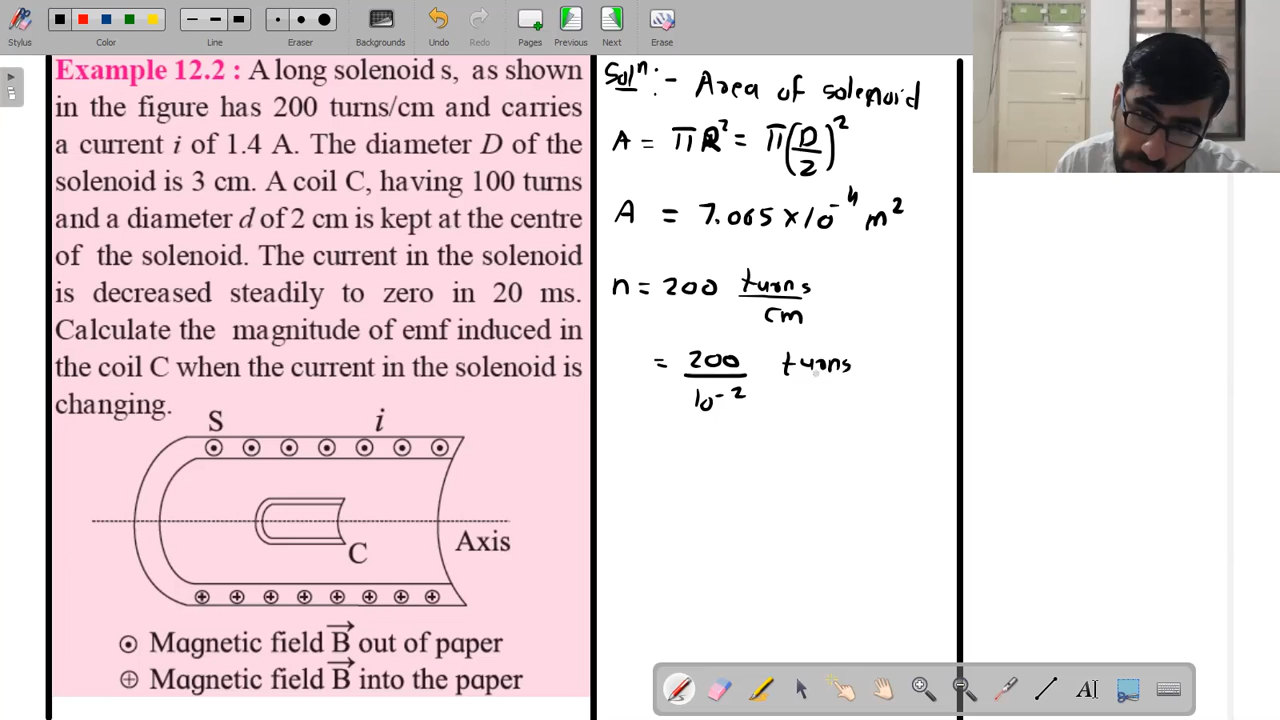 Stylus
Color
Line
Eraser
Backgrounds
Undo
Redo
Pages
Previous
Next
Erase
Example 12.2 : A long solenoid s, as shown
in the figure has 200 turns/cm and carries
a current i of 1.4 A. The diameter D of the
solenoid is 3 cm. A coil C, having 100 turns
and a diameter d of 2 cm is kept at the centre
of the solenoid. The current in the solenoid
is decreased steadily to zero in 20 ms.
Calculate the magnitude of emf induced in
the coil C when the current in the solenoid is
changing.
S
i
C
Axis
⊙ Magnetic field B⃗ out of paper
⊕ Magnetic field B⃗ into the paper
Solⁿ :- Area of solenoid
A = πR² = π(D/2)²
A = 7.065 × 10⁻⁴ m²
n = 200 turns/cm
= 200/10⁻² turns
AI